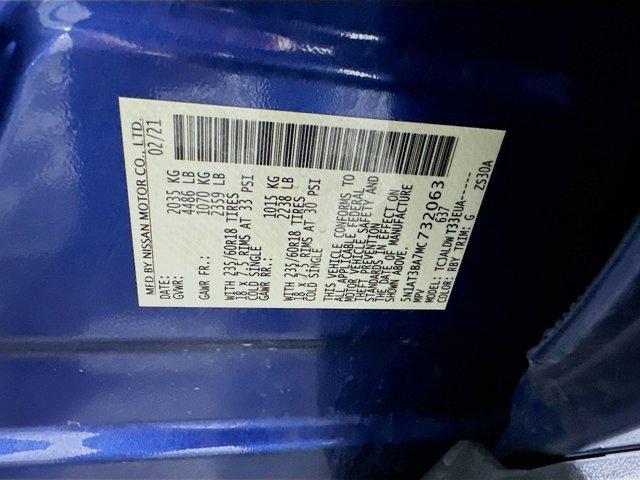 MFD BY NISSAN MOTOR CO., LTD.
DATE: 02/21
GVWR: 2035 KG
4486 LB
GAWR FR.: 1070 KG
2359 LB
WITH 235/60R18 TIRES
18 X 7J- RIMS AT 33 PSI
COLD SINGLE
GAWR RR.: 1015 KG
2238 LB
WITH 235/60R18 TIRES
18 X 7J- RIMS AT 30 PSI
COLD SINGLE
THIS VEHICLE CONFORMS TO
ALL APPLICABLE FEDERAL
MOTOR VEHICLE SAFETY AND
THEFT PREVENTION
STANDARDS IN EFFECT ON
THE DATE OF MANUFACTURE
SHOWN ABOVE.
5N1AT3BA7MC732063
MPV 637
MODEL TCJALDWT33EUA------
COLOR: RBY TRIM: G ZS30A